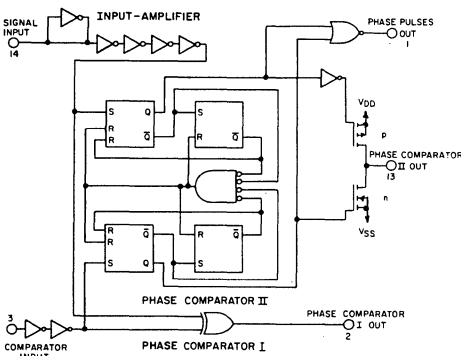 SIGNAL
INPUT
14
INPUT-AMPLIFIER
PHASE PULSES
OUT
1
S Q
R
R Q
S
R Q
VDD
p
PHASE COMPARATOR
II OUT
13
n
VSS
R Q
R
S Q
R Q
S
PHASE COMPARATOR II
3
COMPARATOR
INPUT
PHASE COMPARATOR I
PHASE COMPARATOR
I OUT
2